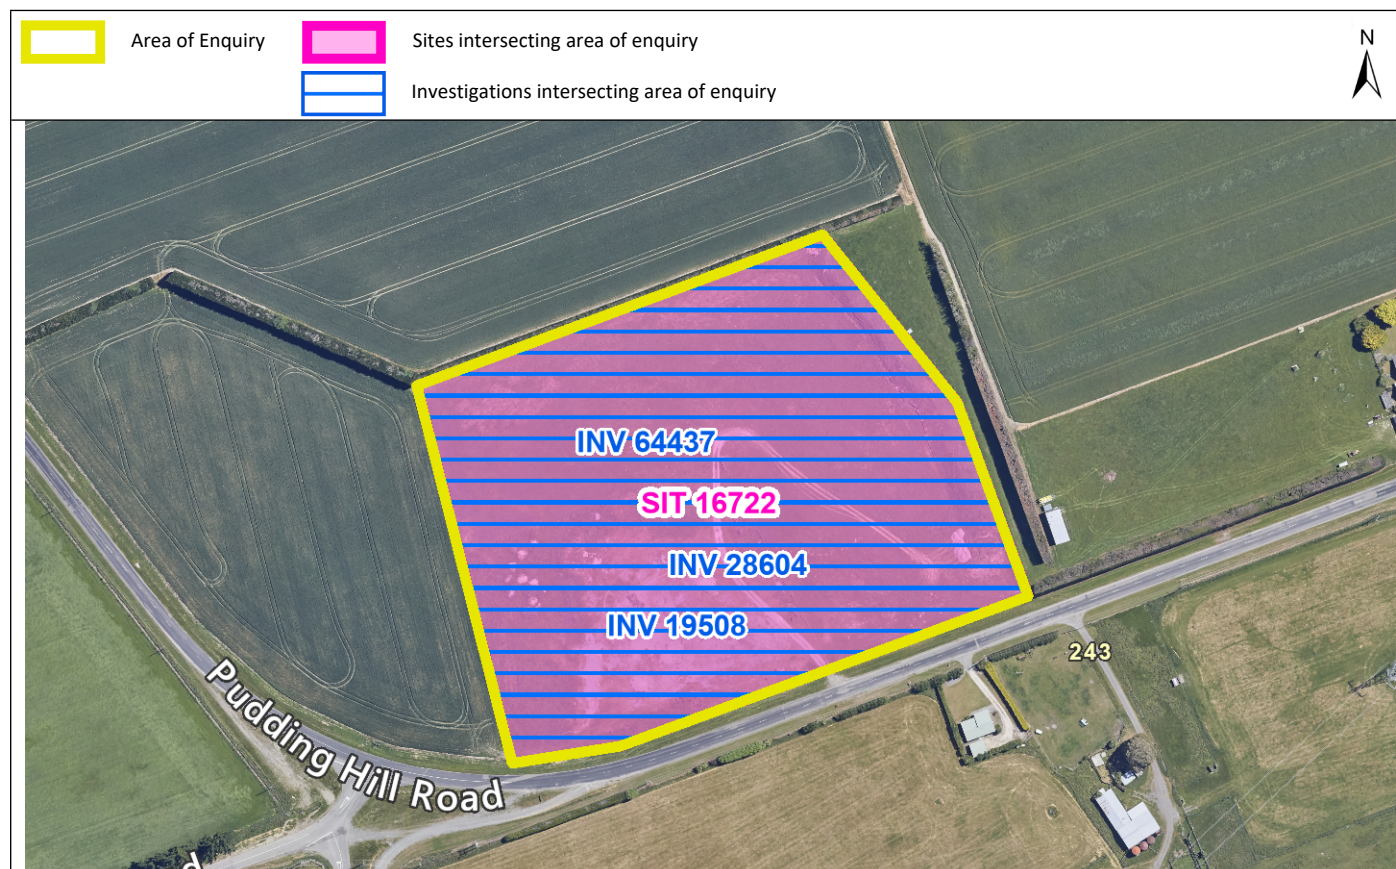 Area of Enquiry
Sites intersecting area of enquiry
N
Investigations intersecting area of enquiry
INV 64437
SIT 16722
INV 28604
INV 19508
243
Pudding Hill Road
d